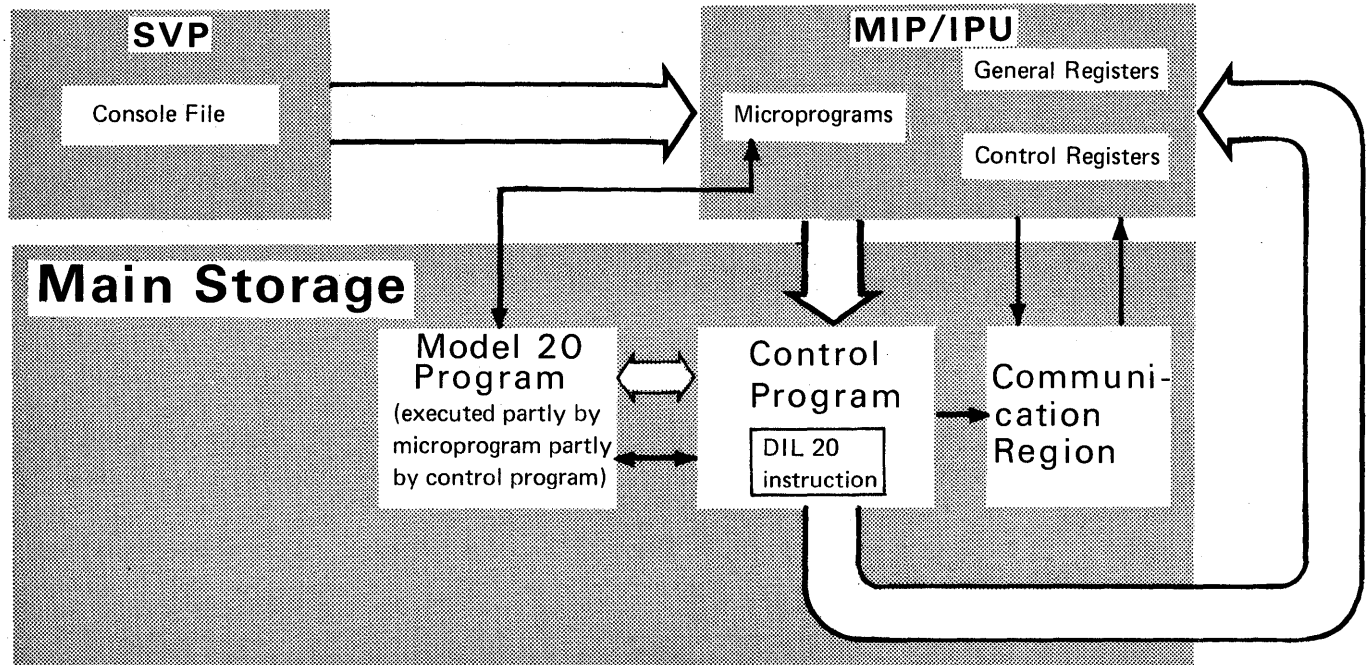 SVP
Console File
MIP/IPU
General Registers
Microprograms
Control Registers
Main Storage
Model 20
Program
(executed partly by
microprogram partly
by control program)
Control
Program
DIL 20
instruction
Communi-
cation
Region